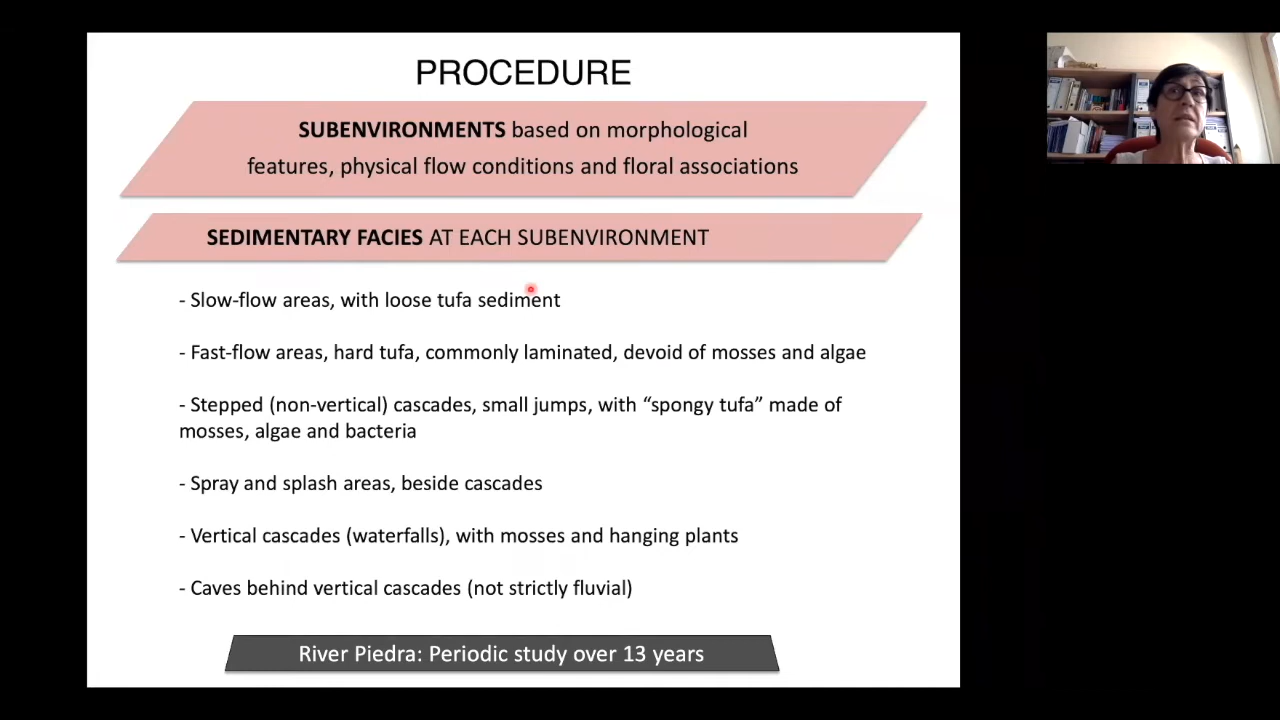 PROCEDURE
SUBENVIRONMENTS based on morphological
features, physical flow conditions and floral associations
SEDIMENTARY FACIES AT EACH SUBENVIRONMENT
- Slow-flow areas, with loose tufa sediment
- Fast-flow areas, hard tufa, commonly laminated, devoid of mosses and algae
- Stepped (non-vertical) cascades, small jumps, with “spongy tufa” made of
mosses, algae and bacteria
- Spray and splash areas, beside cascades
- Vertical cascades (waterfalls), with mosses and hanging plants
- Caves behind vertical cascades (not strictly fluvial)
River Piedra: Periodic study over 13 years